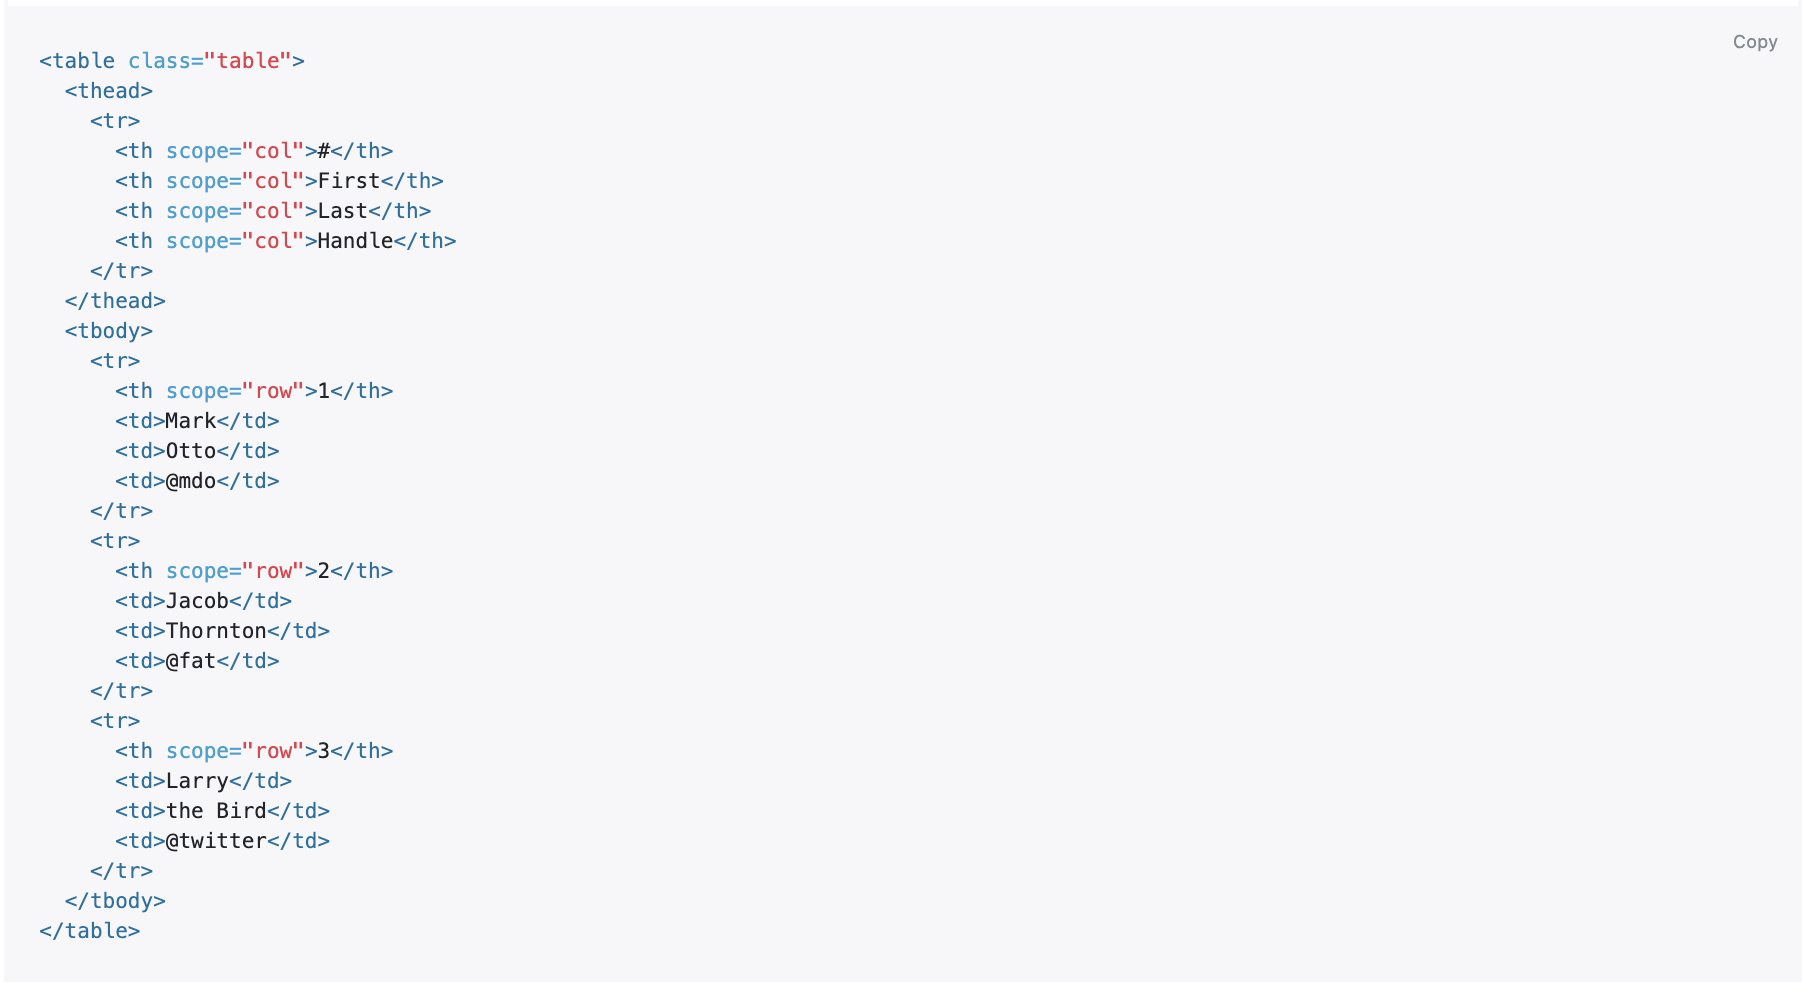 Copy
<table class="table">
  <thead>
    <tr>
      <th scope="col">#</th>
      <th scope="col">First</th>
      <th scope="col">Last</th>
      <th scope="col">Handle</th>
    </tr>
  </thead>
  <tbody>
    <tr>
      <th scope="row">1</th>
      <td>Mark</td>
      <td>Otto</td>
      <td>@mdo</td>
    </tr>
    <tr>
      <th scope="row">2</th>
      <td>Jacob</td>
      <td>Thornton</td>
      <td>@fat</td>
    </tr>
    <tr>
      <th scope="row">3</th>
      <td>Larry</td>
      <td>the Bird</td>
      <td>@twitter</td>
    </tr>
  </tbody>
</table>